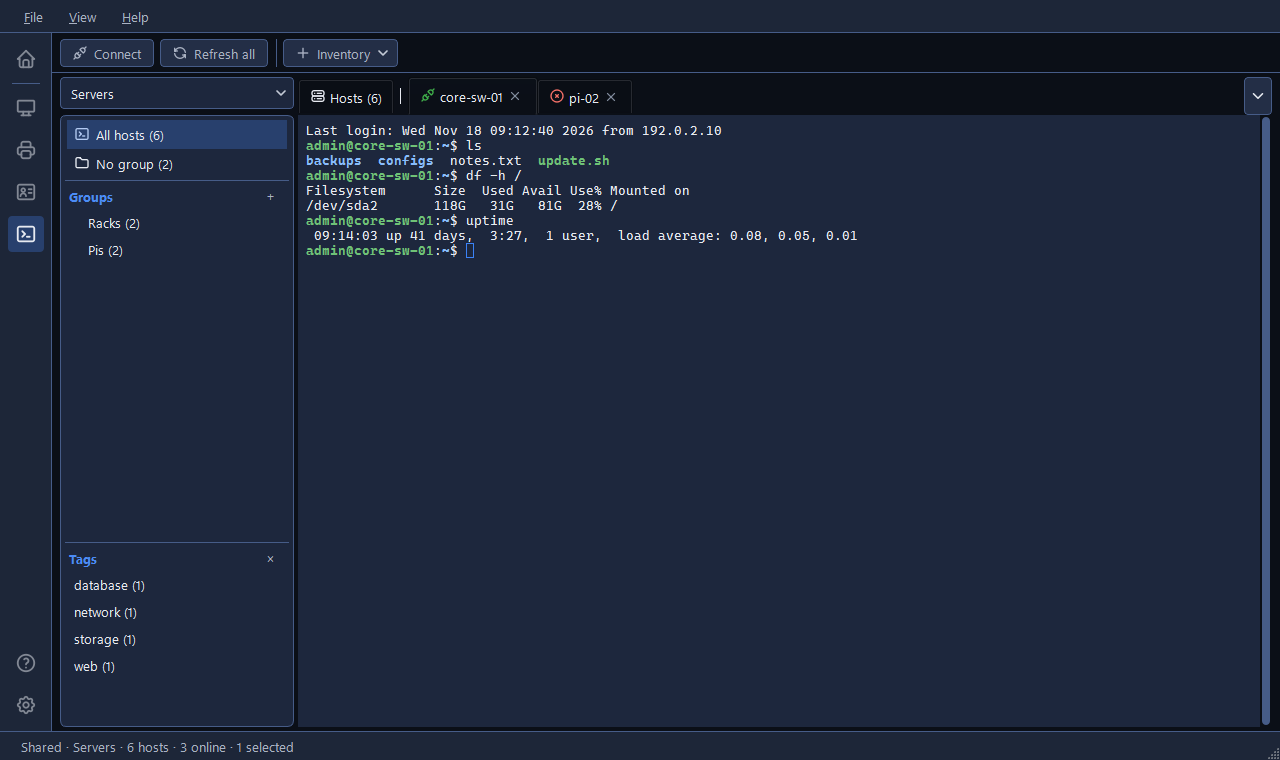 File View Help
Connect Refresh all Inventory
Servers
Hosts (6) core-sw-01 pi-02
All hosts (6)
No group (2)
Groups +
Racks (2)
Pis (2)
Tags ×
database (1)
network (1)
storage (1)
web (1)
Last login: Wed Nov 18 09:12:40 2026 from 192.0.2.10
admin@core-sw-01:~$ ls
backups  configs  notes.txt  update.sh
admin@core-sw-01:~$ df -h /
Filesystem      Size  Used Avail Use% Mounted on
/dev/sda2       118G   31G   81G  28% /
admin@core-sw-01:~$ uptime
 09:14:03 up 41 days,  3:27,  1 user,  load average: 0.08, 0.05, 0.01
admin@core-sw-01:~$
Shared · Servers · 6 hosts · 3 online · 1 selected